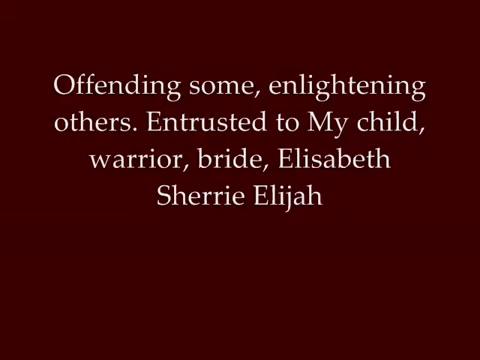 Offending some, enlightening
others. Entrusted to My child,
warrior, bride, Elisabeth
Sherrie Elijah